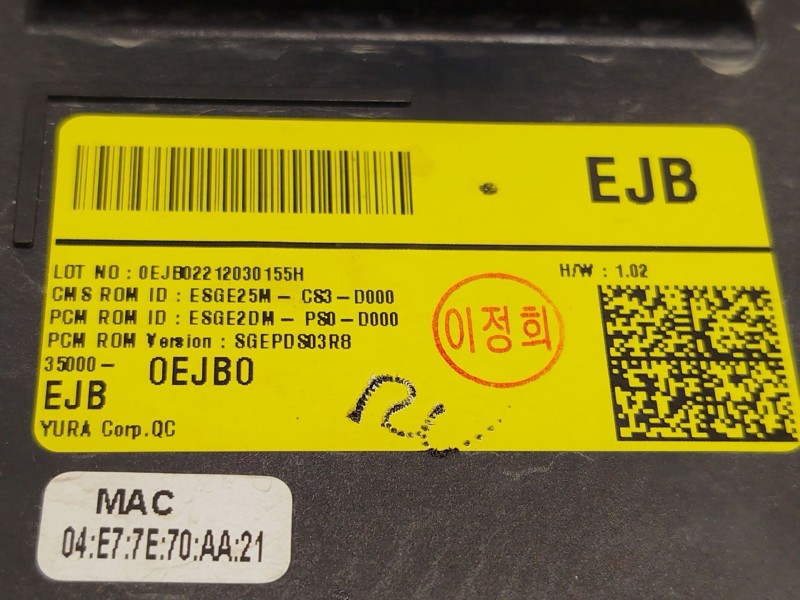 EJB
LOT NO : 0EJB02212030155H
H/W : 1.02
CMS ROM ID : ESGE25M - CS3-D000
PCM ROM ID : ESGE2DM - PS0-D000
PCM ROM Version : SGEPDS03R8
이정희
35000- 0EJB0
EJB
YURA Corp.QC
MAC
04:E7:7E:70:AA:21